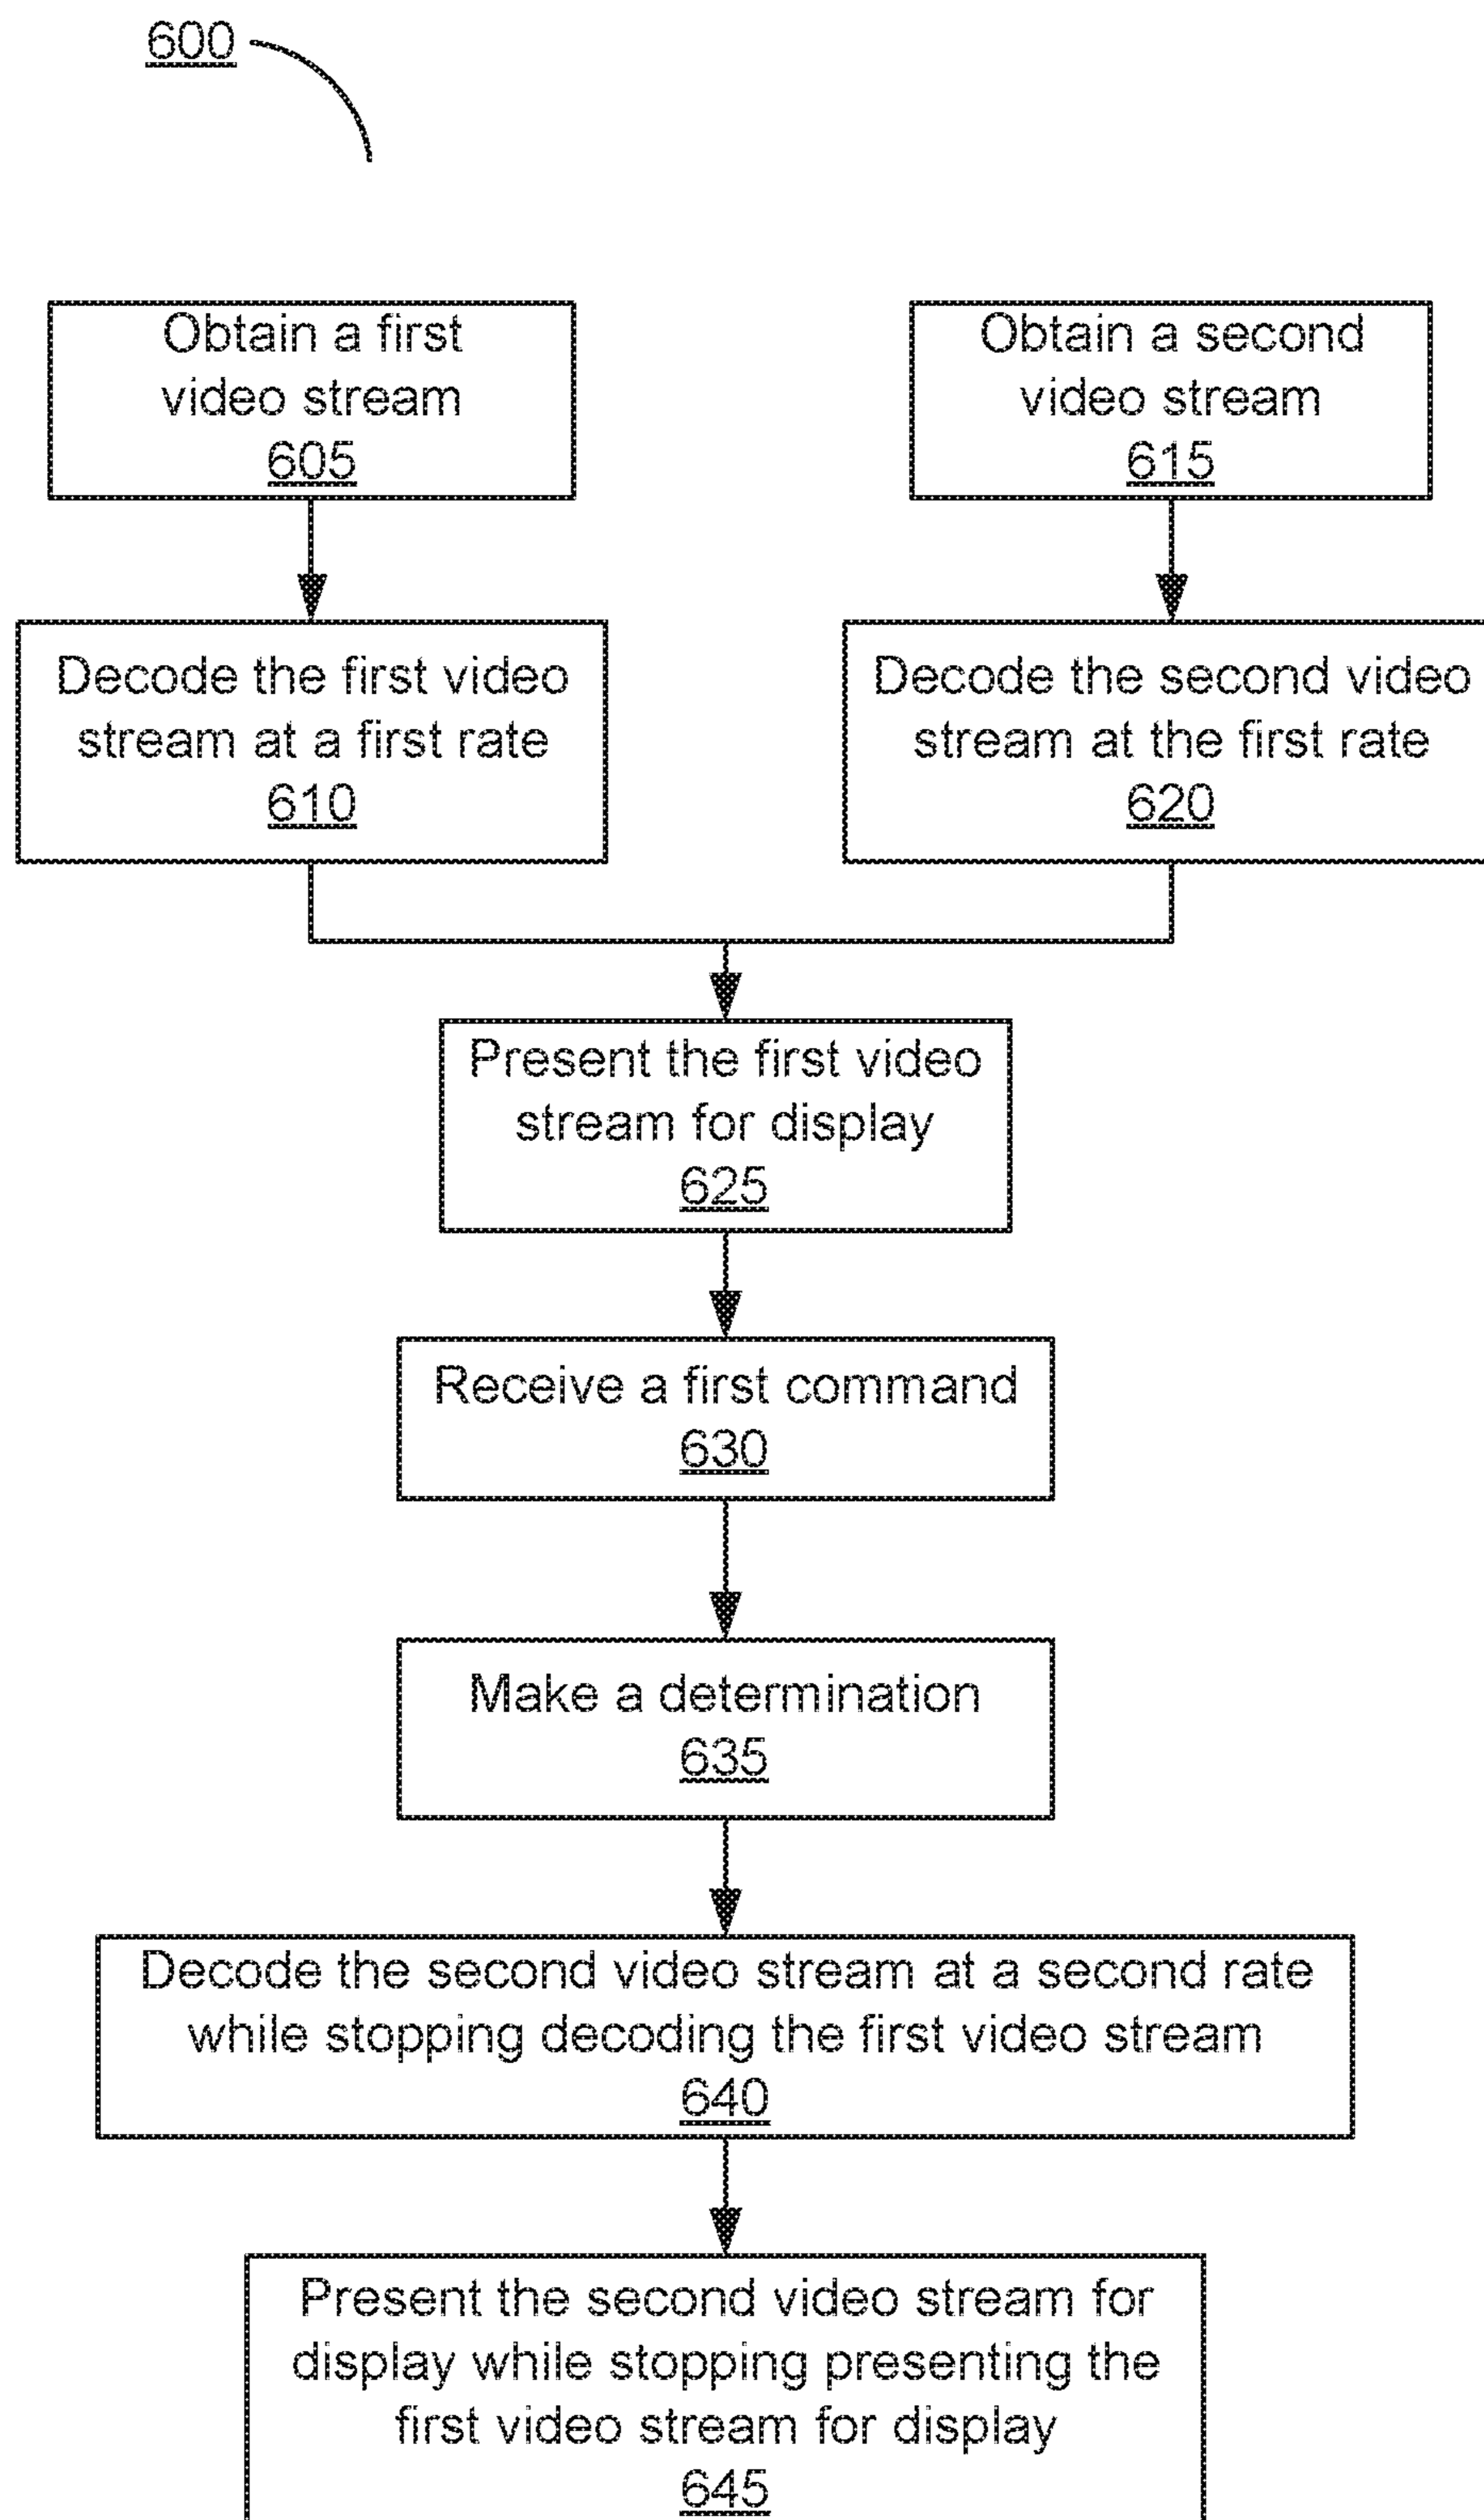 600
Obtain a first
video stream
605
Obtain a second
video stream
615
Decode the first video
stream at a first rate
610
Decode the second video
stream at the first rate
620
Present the first video
stream for display
625
Receive a first command
630
Make a determination
635
Decode the second video stream at a second rate
while stopping decoding the first video stream
640
Present the second video stream for
display while stopping presenting the
first video stream for display
645